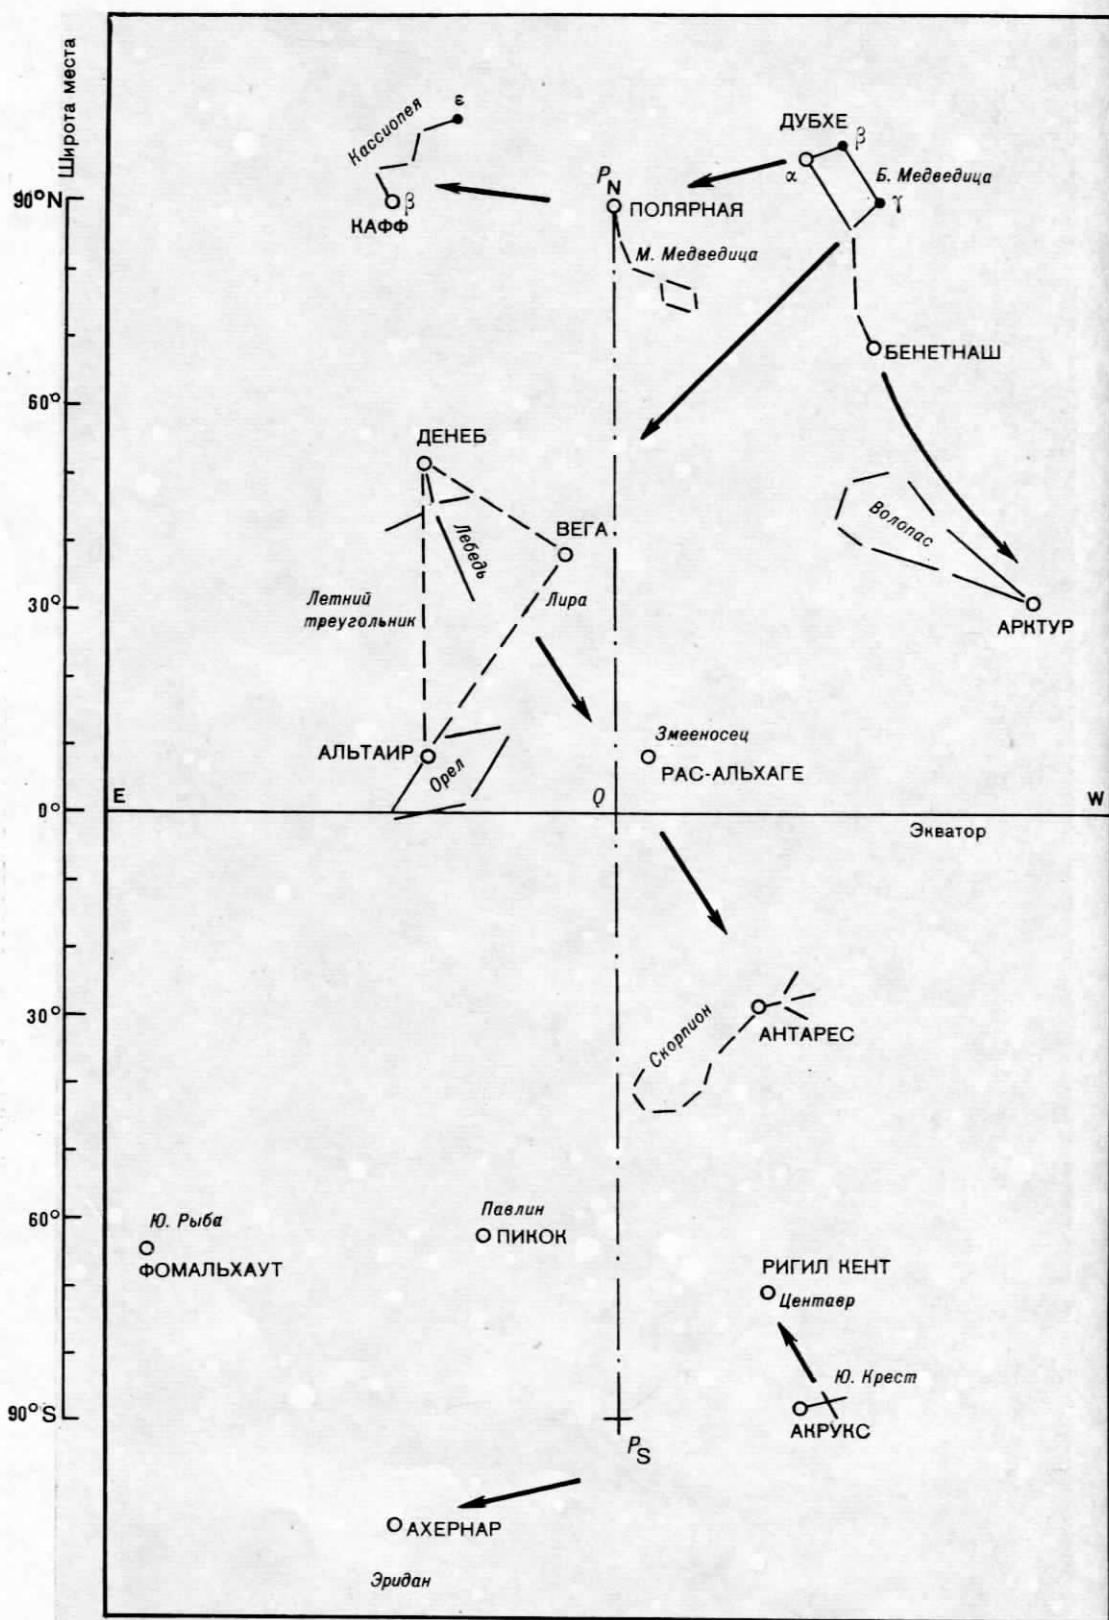 Широта места
90°N
60°
30°
0°
30°
60°
90°S
Кассиопея
ε
β
КАФФ
P_N
ПОЛЯРНАЯ
М. Медведица
ДУБХЕ
β
α
Б. Медведица
γ
БЕНЕТНАШ
ДЕНЕБ
Лебедь
ВЕГА
Лира
Летний
треугольник
Волопас
АРКТУР
АЛЬТАИР
Орел
Змееносец
РАС-АЛЬХАГЕ
E
Q
W
Экватор
Скорпион
АНТАРЕС
Ю. Рыба
ФОМАЛЬХАУТ
Павлин
ПИКОК
РИГИЛ КЕНТ
Центавр
Ю. Крест
АКРУКС
P_S
АХЕРНАР
Эридан